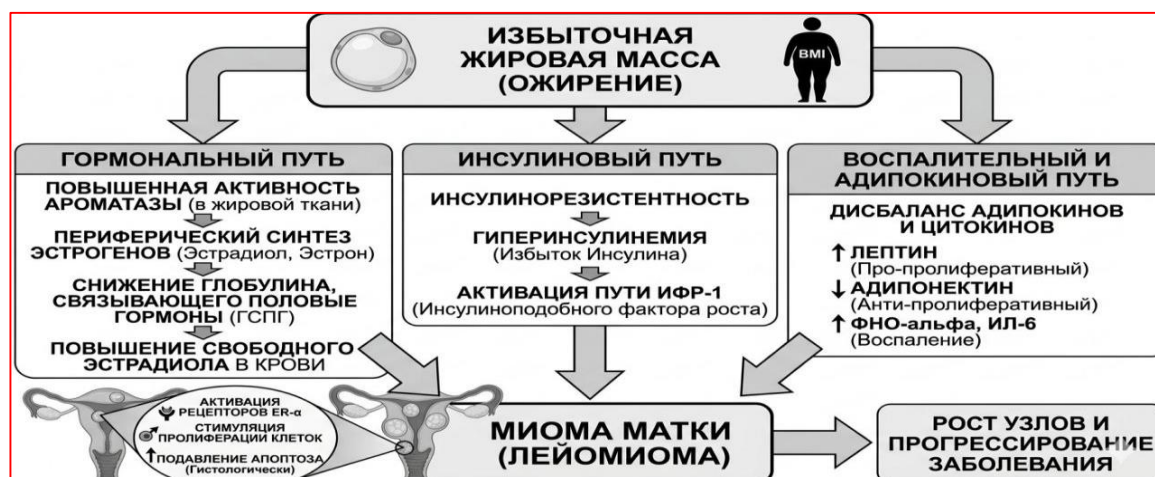 ИЗБЫТОЧНАЯ
ЖИРОВАЯ МАССА
(ОЖИРЕНИЕ)
BMI
ГОРМОНАЛЬНЫЙ ПУТЬ
ПОВЫШЕННАЯ АКТИВНОСТЬ
АРОМАТАЗЫ (в жировой ткани)
ПЕРИФЕРИЧЕСКИЙ СИНТЕЗ
ЭСТРОГЕНОВ (Эстрадиол, Эстрон)
СНИЖЕНИЕ ГЛОБУЛИНА,
СВЯЗЫВАЮЩЕГО ПОЛОВЫЕ
ГОРМОНЫ (ГСПГ)
ПОВЫШЕНИЕ СВОБОДНОГО
ЭСТРАДИОЛА В КРОВИ
ИНСУЛИНОВЫЙ ПУТЬ
ИНСУЛИНОРЕЗИСТЕНТНОСТЬ
ГИПЕРИНСУЛИНЕМИЯ
(Избыток Инсулина)
АКТИВАЦИЯ ПУТИ ИФР-1
(Инсулиноподобного фактора роста)
ВОСПАЛИТЕЛЬНЫЙ И
АДИПОКИНОВЫЙ ПУТЬ
ДИСБАЛАНС АДИПОКИНОВ
И ЦИТОКИНОВ
↑ ЛЕПТИН
(Про-пролиферативный)
↓ АДИПОНЕКТИН
(Анти-пролиферативный)
↑ ФНО-альфа, ИЛ-6
(Воспаление)
АКТИВАЦИЯ
РЕЦЕПТОРОВ ER-α
СТИМУЛЯЦИЯ
ПРОЛИФЕРАЦИИ КЛЕТОК
↑ ПОДАВЛЕНИЕ АПОПТОЗА
(Гистологически)
МИОМА МАТКИ
(ЛЕЙОМИОМА)
РОСТ УЗЛОВ И
ПРОГРЕССИРОВАНИЕ
ЗАБОЛЕВАНИЯ